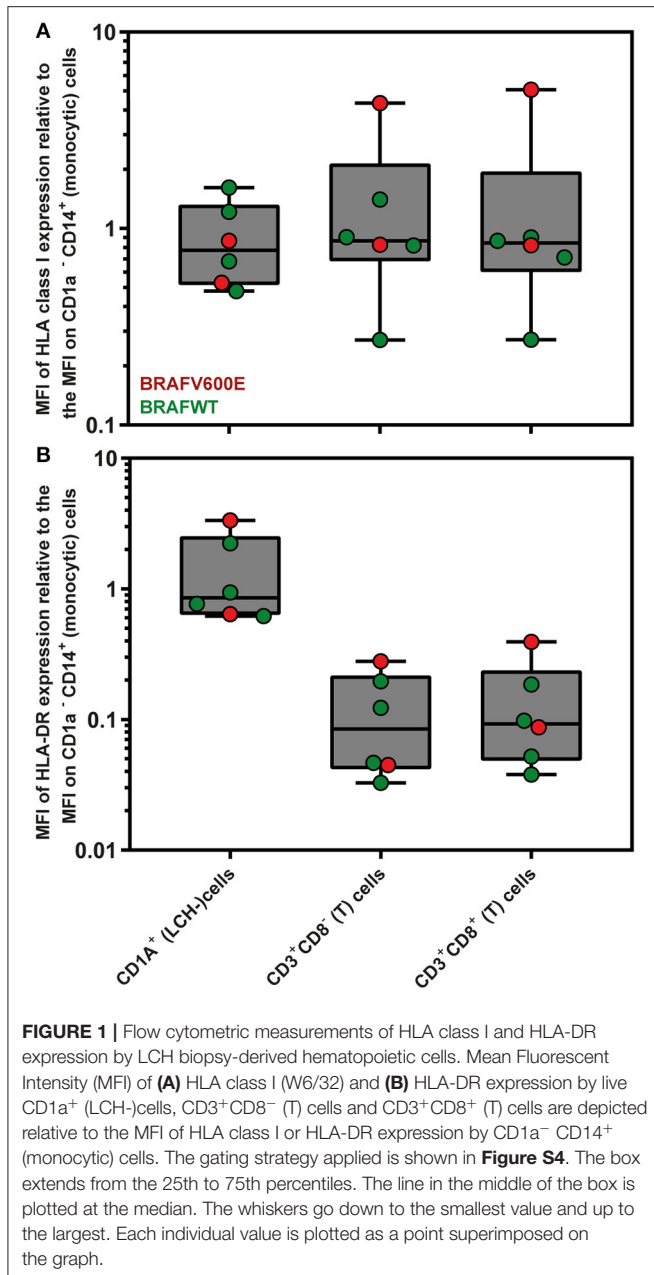 A
MFI of HLA class I expression relative to
the MFI on CD1a⁻ CD14⁺ (monocytic) cells
10
1
0.1
BRAFV600E
BRAFWT
B
MFI of HLA-DR expression relative to the
MFI on CD1a⁻ CD14⁺ (monocytic) cells
10
1
0.1
0.01
CD1A⁺ (LCH-)cells
CD3⁺CD8⁻ (T) cells
CD3⁺CD8⁺ (T) cells
FIGURE 1 | Flow cytometric measurements of HLA class I and HLA-DR
expression by LCH biopsy-derived hematopoietic cells. Mean Fluorescent
Intensity (MFI) of (A) HLA class I (W6/32) and (B) HLA-DR expression by live
CD1a⁺ (LCH-)cells, CD3⁺CD8⁻ (T) cells and CD3⁺CD8⁺ (T) cells are depicted
relative to the MFI of HLA class I or HLA-DR expression by CD1a⁻ CD14⁺
(monocytic) cells. The gating strategy applied is shown in Figure S4. The box
extends from the 25th to 75th percentiles. The line in the middle of the box is
plotted at the median. The whiskers go down to the smallest value and up to
the largest. Each individual value is plotted as a point superimposed on
the graph.